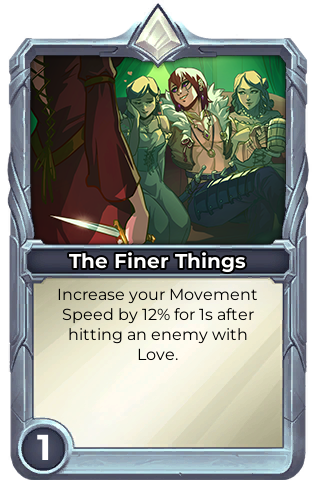 The Finer Things
Increase your Movement
Speed by 12% for 1s after
hitting an enemy with
Love.
1